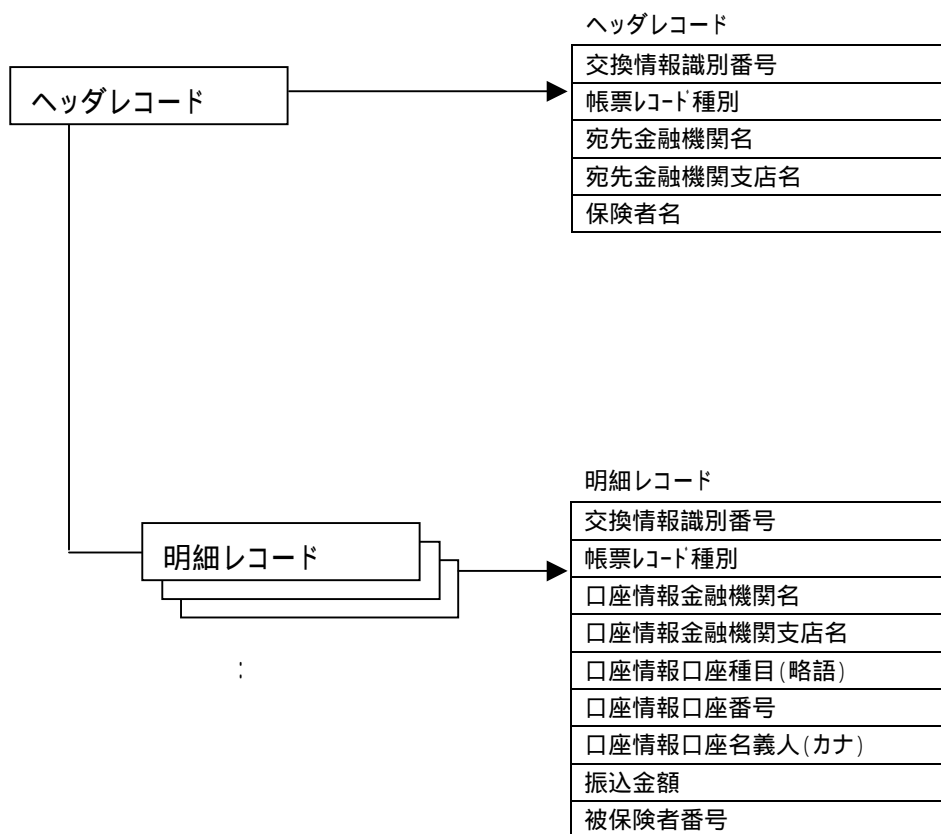 ヘッダレコード
ヘッダレコード
交換情報識別番号
帳票ﾚｺｰﾄﾞ種別
宛先金融機関名
宛先金融機関支店名
保険者名
明細レコード
明細レコード
交換情報識別番号
帳票ﾚｺｰﾄﾞ種別
口座情報金融機関名
口座情報金融機関支店名
口座情報口座種目(略語)
口座情報口座番号
口座情報口座名義人(カナ)
振込金額
被保険者番号
: